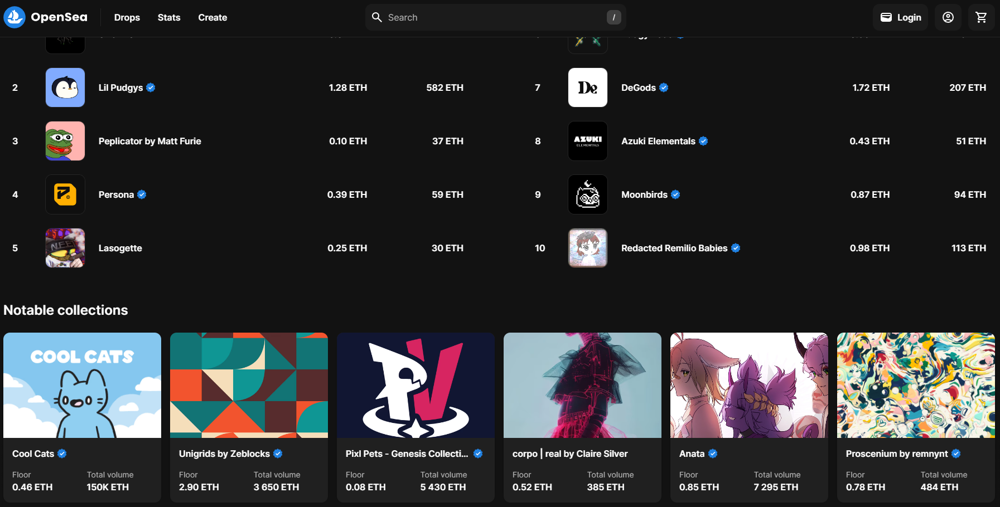 OpenSea Drops Stats Create Search / Login
2 Lil Pudgys 1.28 ETH 582 ETH
7 De DeGods 1.72 ETH 207 ETH
3 Peplicator by Matt Furie 0.10 ETH 37 ETH
8 AZUKI ELEMENTALS Azuki Elementals 0.43 ETH 51 ETH
4 Persona 0.39 ETH 59 ETH
9 Moonbirds 0.87 ETH 94 ETH
5 Lasogette 0.25 ETH 30 ETH
10 Redacted Remilio Babies 0.98 ETH 113 ETH
Notable collections
COOL CATS
Cool Cats
Floor Total volume
0.46 ETH 150K ETH
Unigrids by Zeblocks
Floor Total volume
2.90 ETH 3 650 ETH
PV
Pixl Pets - Genesis Collecti...
Floor Total volume
0.08 ETH 5 430 ETH
corpo | real by Claire Silver
Floor Total volume
0.52 ETH 385 ETH
Anata
Floor Total volume
0.85 ETH 7 295 ETH
Proscenium by remnynt
Floor Total volume
0.78 ETH 484 ETH